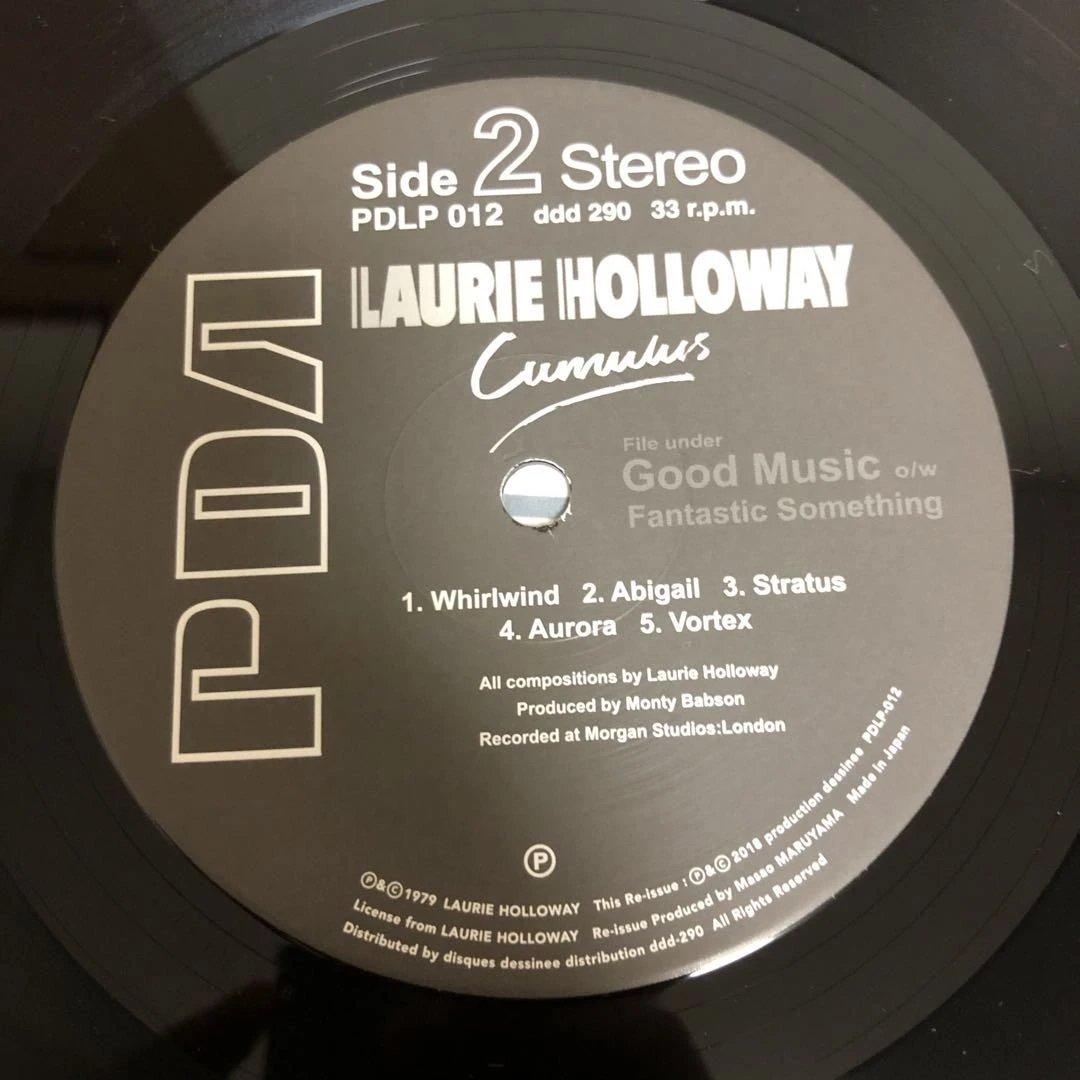 Side 2 Stereo
PDLP 012 ddd 290 33 r.p.m.
LAURIE HOLLOWAY
Cumulus
PDA
File under
Good Music o/w
Fantastic Something
1. Whirlwind 2. Abigail 3. Stratus
4. Aurora 5. Vortex
All compositions by Laurie Holloway
Produced by Monty Babson
Recorded at Morgan Studios:London
Ⓟ
Ⓟ&©1979 LAURIE HOLLOWAY This Re-issue : Ⓟ&©2018 production dessinee PDLP-012
License from LAURIE HOLLOWAY Re-issue Produced by Masao MARUYAMA Made in Japan
Distributed by disques dessinee distribution ddd-290 All Rights Reserved